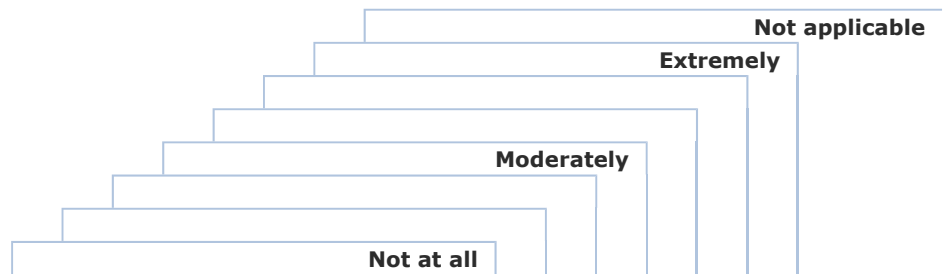 Not applicable
Extremely
Moderately
Not at all